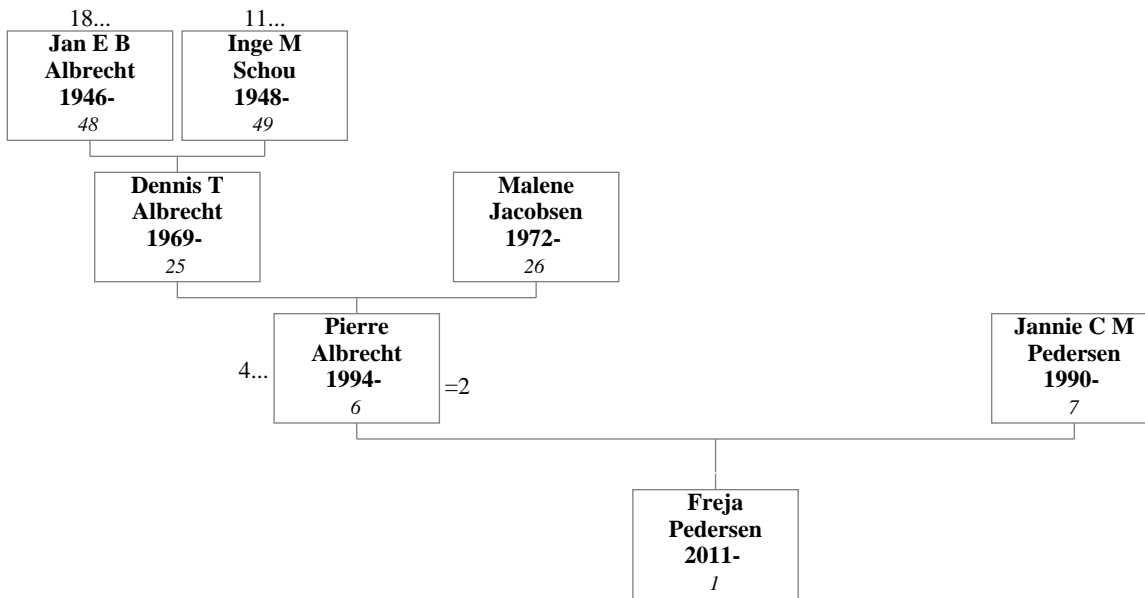 18...
11...
Jan E B
Albrecht
1946-
48
Inge M
Schou
1948-
49
Dennis T
Albrecht
1969-
25
Malene
Jacobsen
1972-
26
4...
Pierre
Albrecht
1994-
6
=2
Jannie C M
Pedersen
1990-
7
Freja
Pedersen
2011-
1